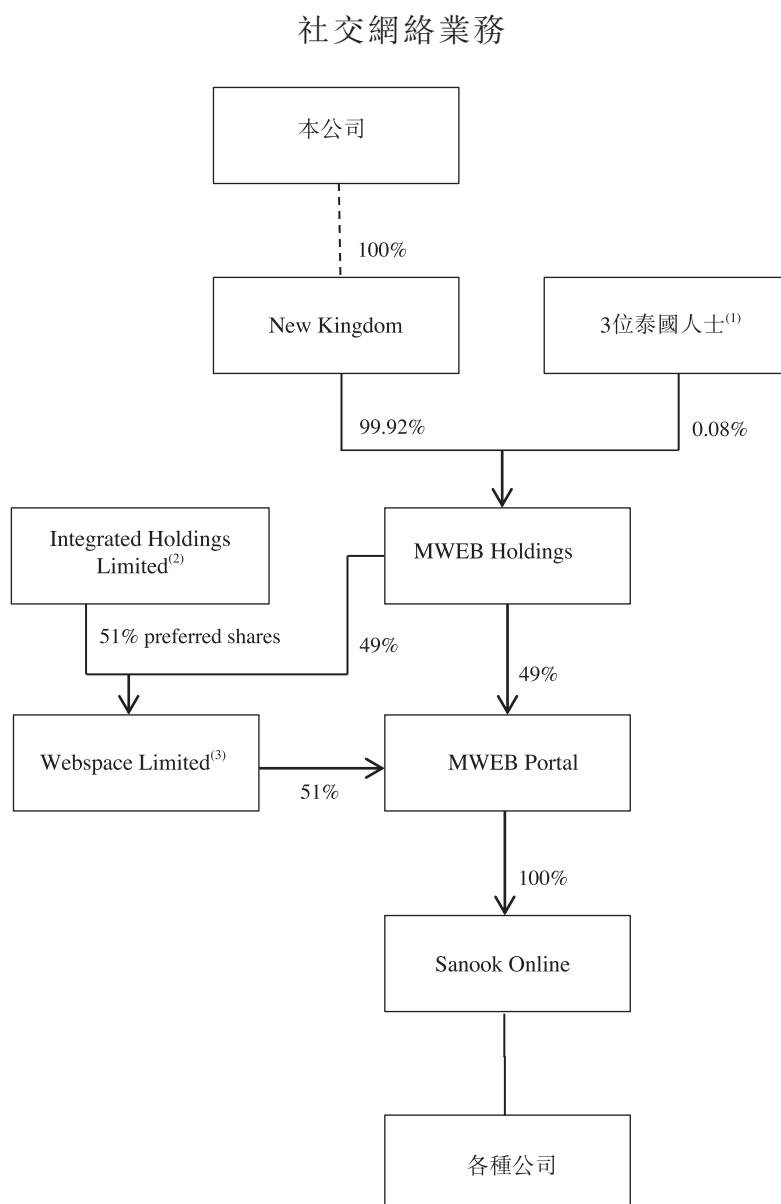 社交網絡業務
本公司
100%
New Kingdom
3位泰國人士(1)
99.92%
0.08%
Integrated Holdings
Limited(2)
MWEB Holdings
51% preferred shares
49%
49%
Webspace Limited(3)
MWEB Portal
51%
100%
Sanook Online
各種公司